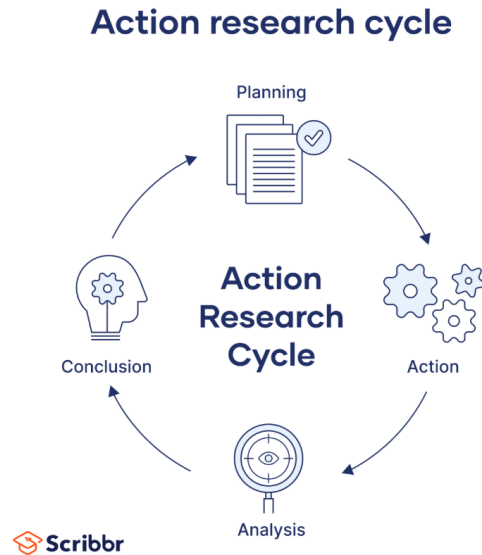 Action research cycle
Planning
Action
Research
Cycle
Conclusion
Action
Analysis
Scribbr